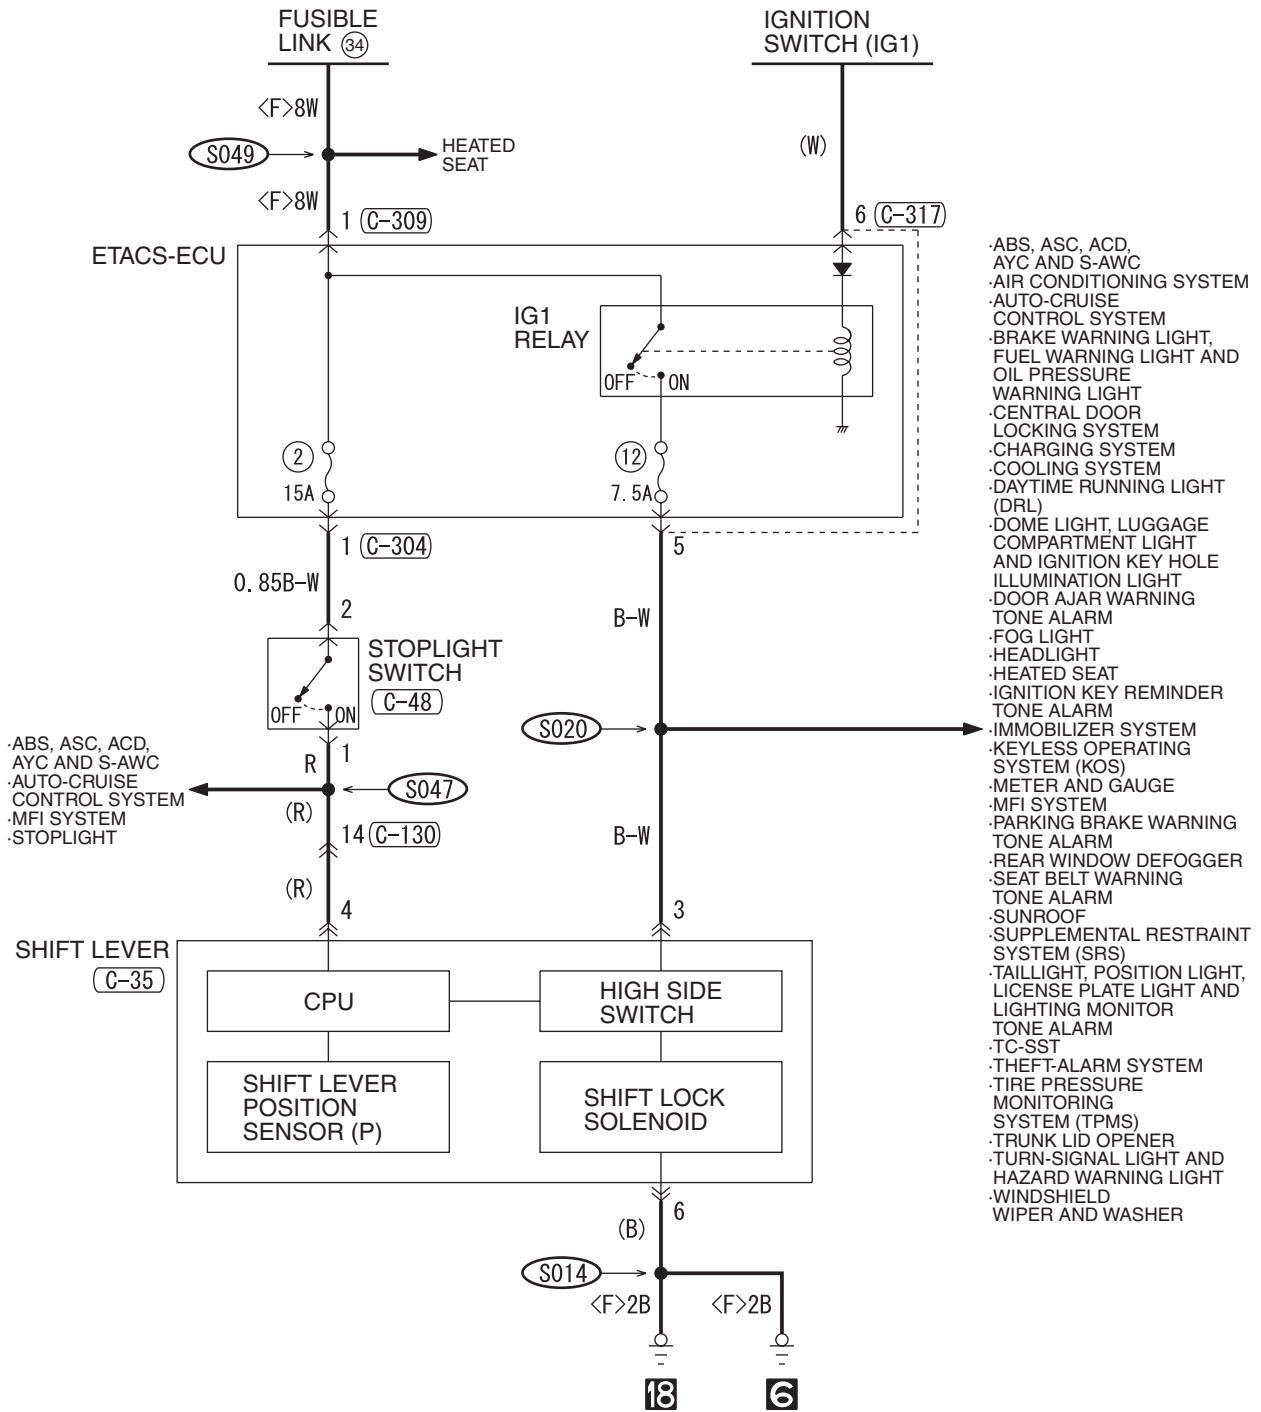 FUSIBLE
LINK 34
IGNITION
SWITCH (IG1)
<F>8W
(W)
S049
HEATED
SEAT
<F>8W
1 (C-309)
6 (C-317)
ETACS-ECU
IG1
RELAY
OFF ON
2
15A
12
7.5A
1 (C-304)
5
0.85B-W
2
B-W
STOPLIGHT
SWITCH
C-48
OFF ON
S020
1
R
S047
·ABS, ASC, ACD,
AYC AND S-AWC
·AUTO-CRUISE
CONTROL SYSTEM
·MFI SYSTEM
·STOPLIGHT
(R)
14 (C-130)
B-W
(R)
4
3
SHIFT LEVER
C-35
CPU
HIGH SIDE
SWITCH
SHIFT LEVER
POSITION
SENSOR (P)
SHIFT LOCK
SOLENOID
6
(B)
S014
<F>2B
<F>2B
18
6
·ABS, ASC, ACD,
AYC AND S-AWC
·AIR CONDITIONING SYSTEM
·AUTO-CRUISE
CONTROL SYSTEM
·BRAKE WARNING LIGHT,
FUEL WARNING LIGHT AND
OIL PRESSURE
WARNING LIGHT
·CENTRAL DOOR
LOCKING SYSTEM
·CHARGING SYSTEM
·COOLING SYSTEM
·DAYTIME RUNNING LIGHT
(DRL)
·DOME LIGHT, LUGGAGE
COMPARTMENT LIGHT
AND IGNITION KEY HOLE
ILLUMINATION LIGHT
·DOOR AJAR WARNING
TONE ALARM
·FOG LIGHT
·HEADLIGHT
·HEATED SEAT
·IGNITION KEY REMINDER
TONE ALARM
·IMMOBILIZER SYSTEM
·KEYLESS OPERATING
SYSTEM (KOS)
·METER AND GAUGE
·MFI SYSTEM
·PARKING BRAKE WARNING
TONE ALARM
·REAR WINDOW DEFOGGER
·SEAT BELT WARNING
TONE ALARM
·SUNROOF
·SUPPLEMENTAL RESTRAINT
SYSTEM (SRS)
·TAILLIGHT, POSITION LIGHT,
LICENSE PLATE LIGHT AND
LIGHTING MONITOR
TONE ALARM
·TC-SST
·THEFT-ALARM SYSTEM
·TIRE PRESSURE
MONITORING
SYSTEM (TPMS)
·TRUNK LID OPENER
·TURN-SIGNAL LIGHT AND
HAZARD WARNING LIGHT
·WINDSHIELD
WIPER AND WASHER